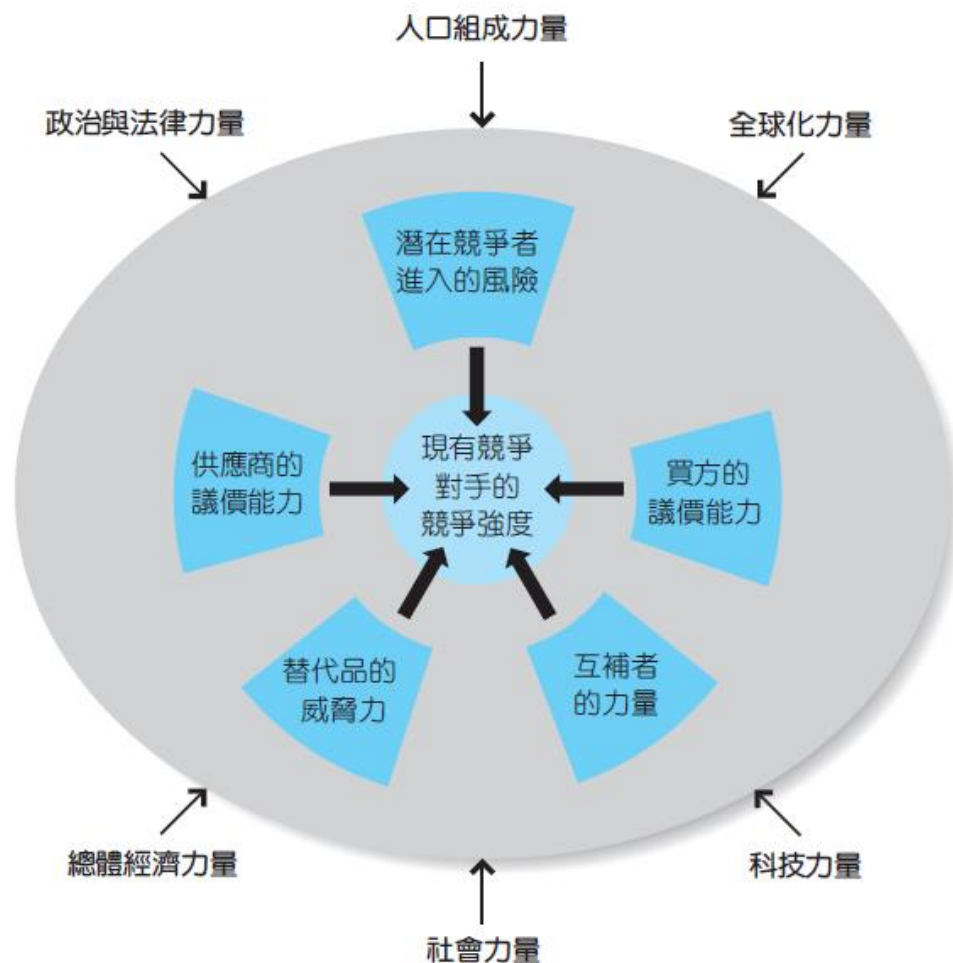 人口組成力量
政治與法律力量
全球化力量
潛在競爭者
進入的風險
供應商的
議價能力
現有競爭
對手的
競爭強度
買方的
議價能力
替代品的
威脅力
互補者
的力量
總體經濟力量
科技力量
社會力量